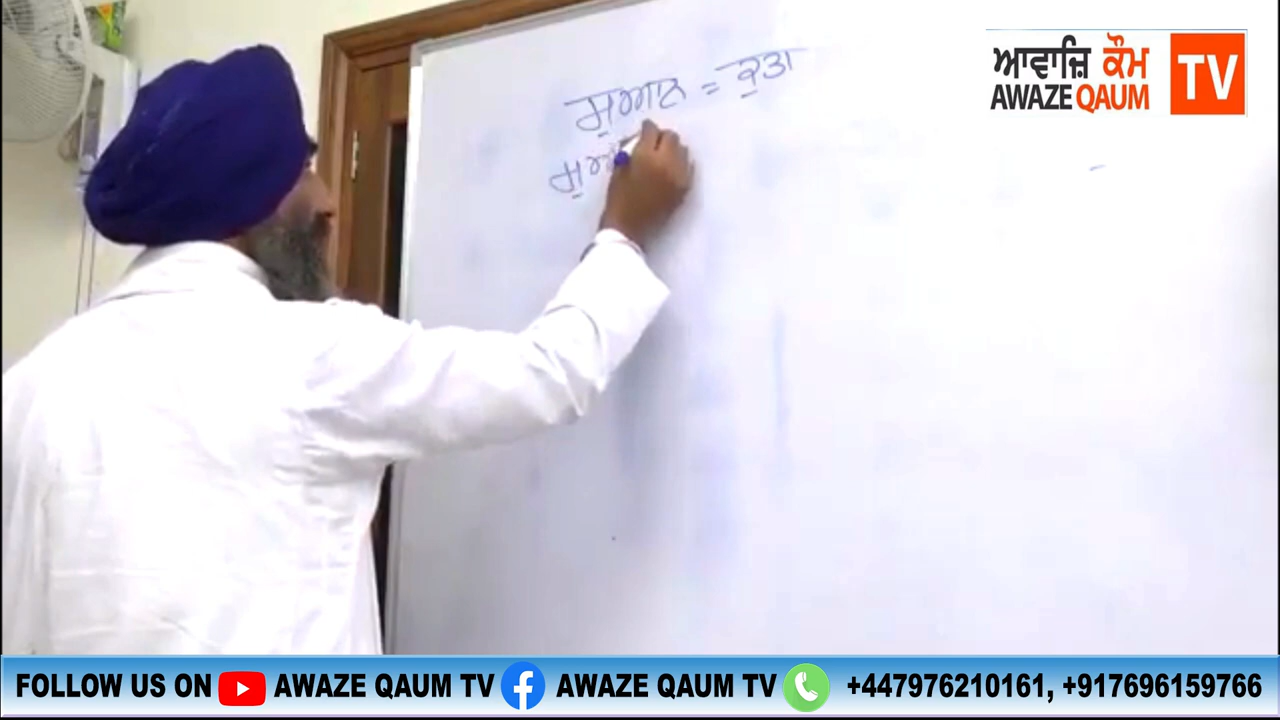 ਆਵਾਜ਼ਿ ਕੌਮ
AWAZE QAUM
TV
ਸੁਆਨ = ਕੁਤਾ
FOLLOW US ON AWAZE QAUM TV AWAZE QAUM TV +447976210161, +917696159766